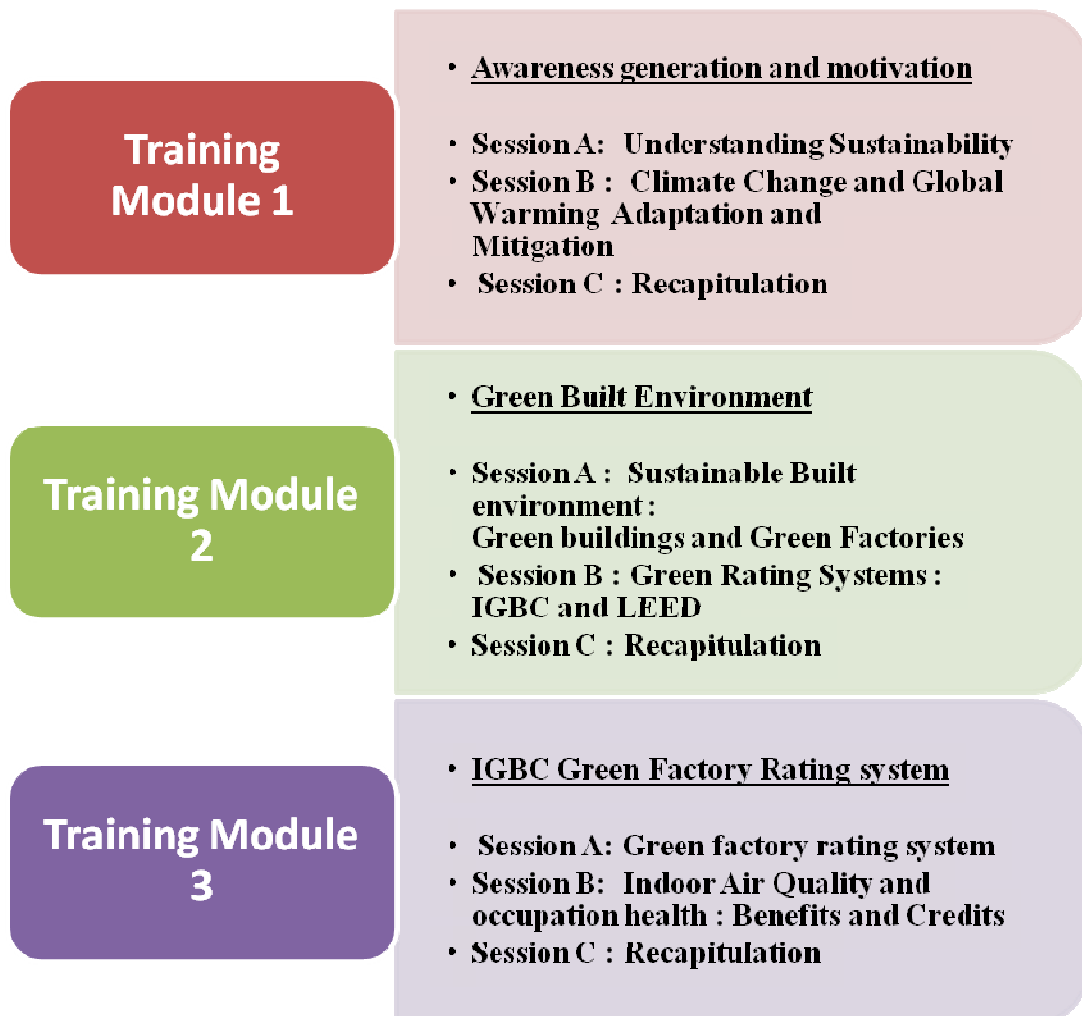 Training
Module 1
• Awareness generation and motivation
• Session A: Understanding Sustainability
• Session B : Climate Change and Global
Warming Adaptation and
Mitigation
• Session C : Recapitulation
Training Module
2
• Green Built Environment
• Session A : Sustainable Built
environment :
Green buildings and Green Factories
• Session B : Green Rating Systems :
IGBC and LEED
• Session C : Recapitulation
Training Module
3
• IGBC Green Factory Rating system
• Session A: Green factory rating system
• Session B: Indoor Air Quality and
occupation health : Benefits and Credits
• Session C : Recapitulation